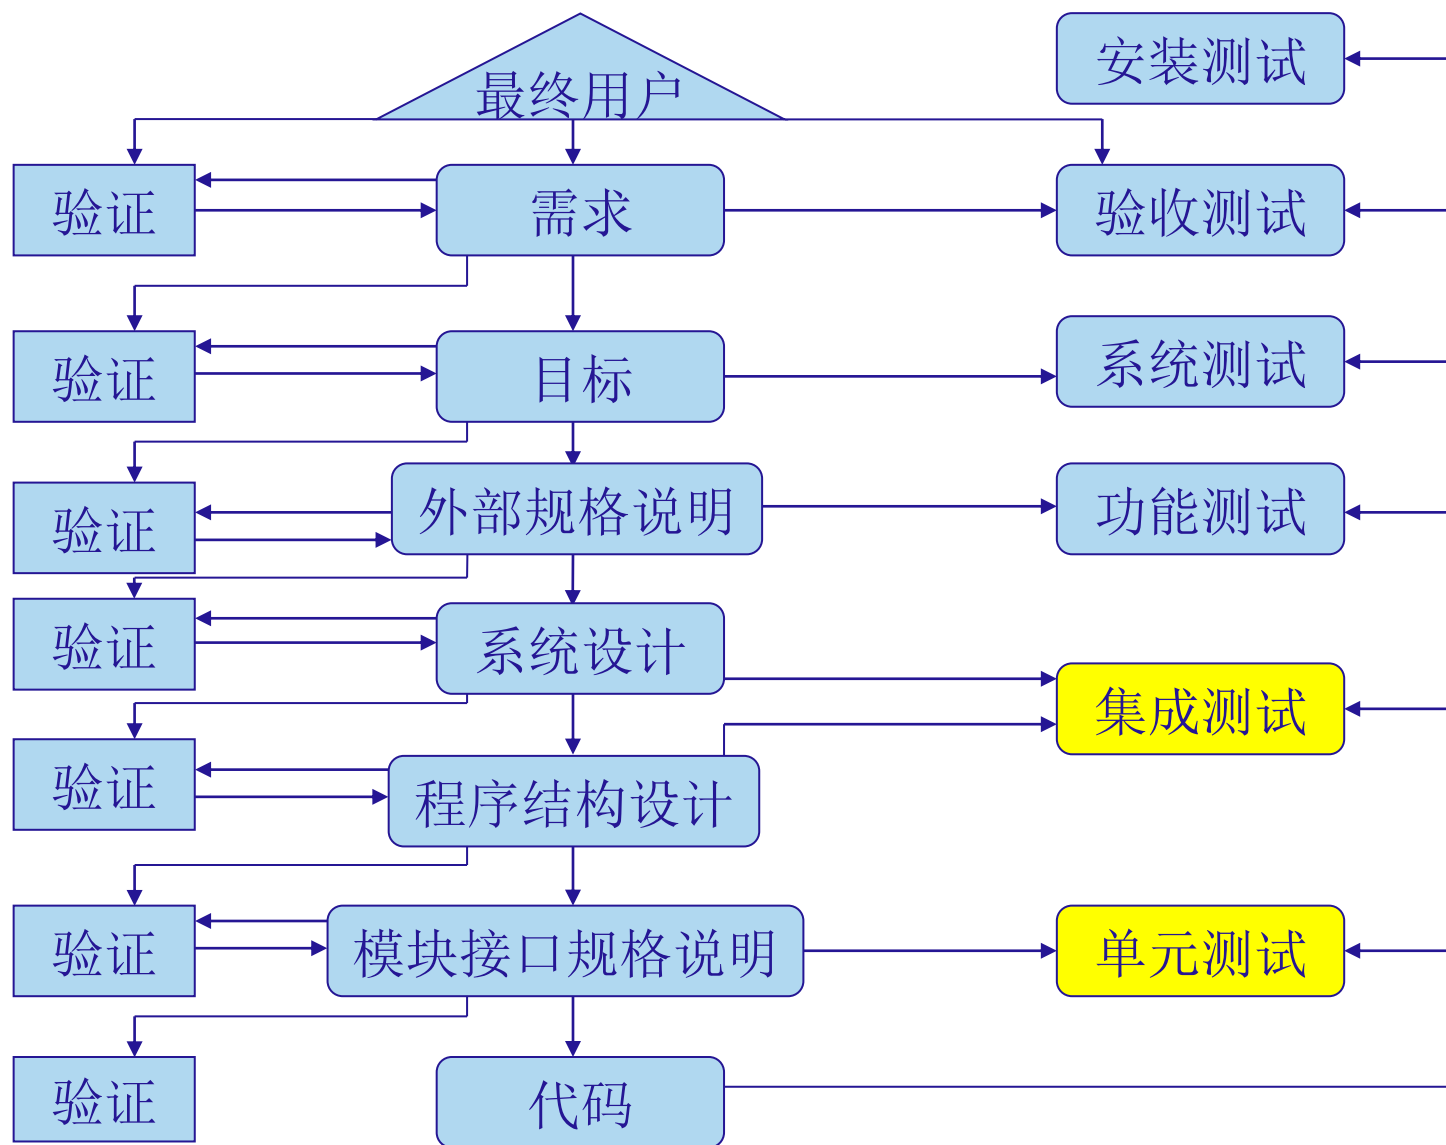 最终用户
安装测试
验证
需求
验收测试
验证
目标
系统测试
验证
外部规格说明
功能测试
验证
系统设计
集成测试
验证
程序结构设计
验证
模块接口规格说明
单元测试
验证
代码